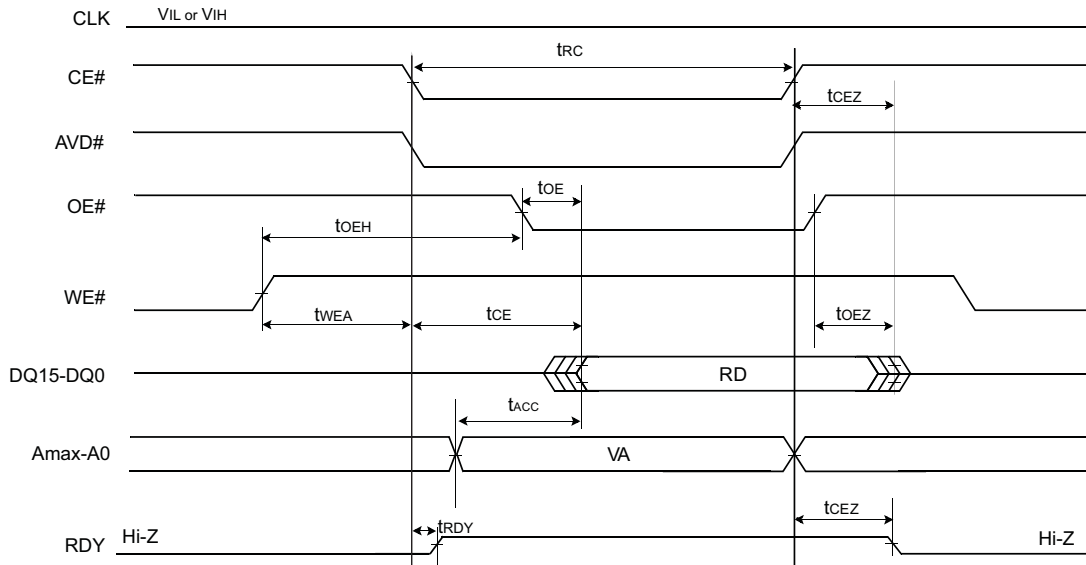 CLK VIL or VIH
tRC
CE#
tCEZ
AVD#
tOE
OE#
tOEH
WE#
tWEA tCE tOEZ
DQ15-DQ0 RD
tACC
Amax-A0 VA
tCEZ
tRDY
RDY Hi-Z Hi-Z